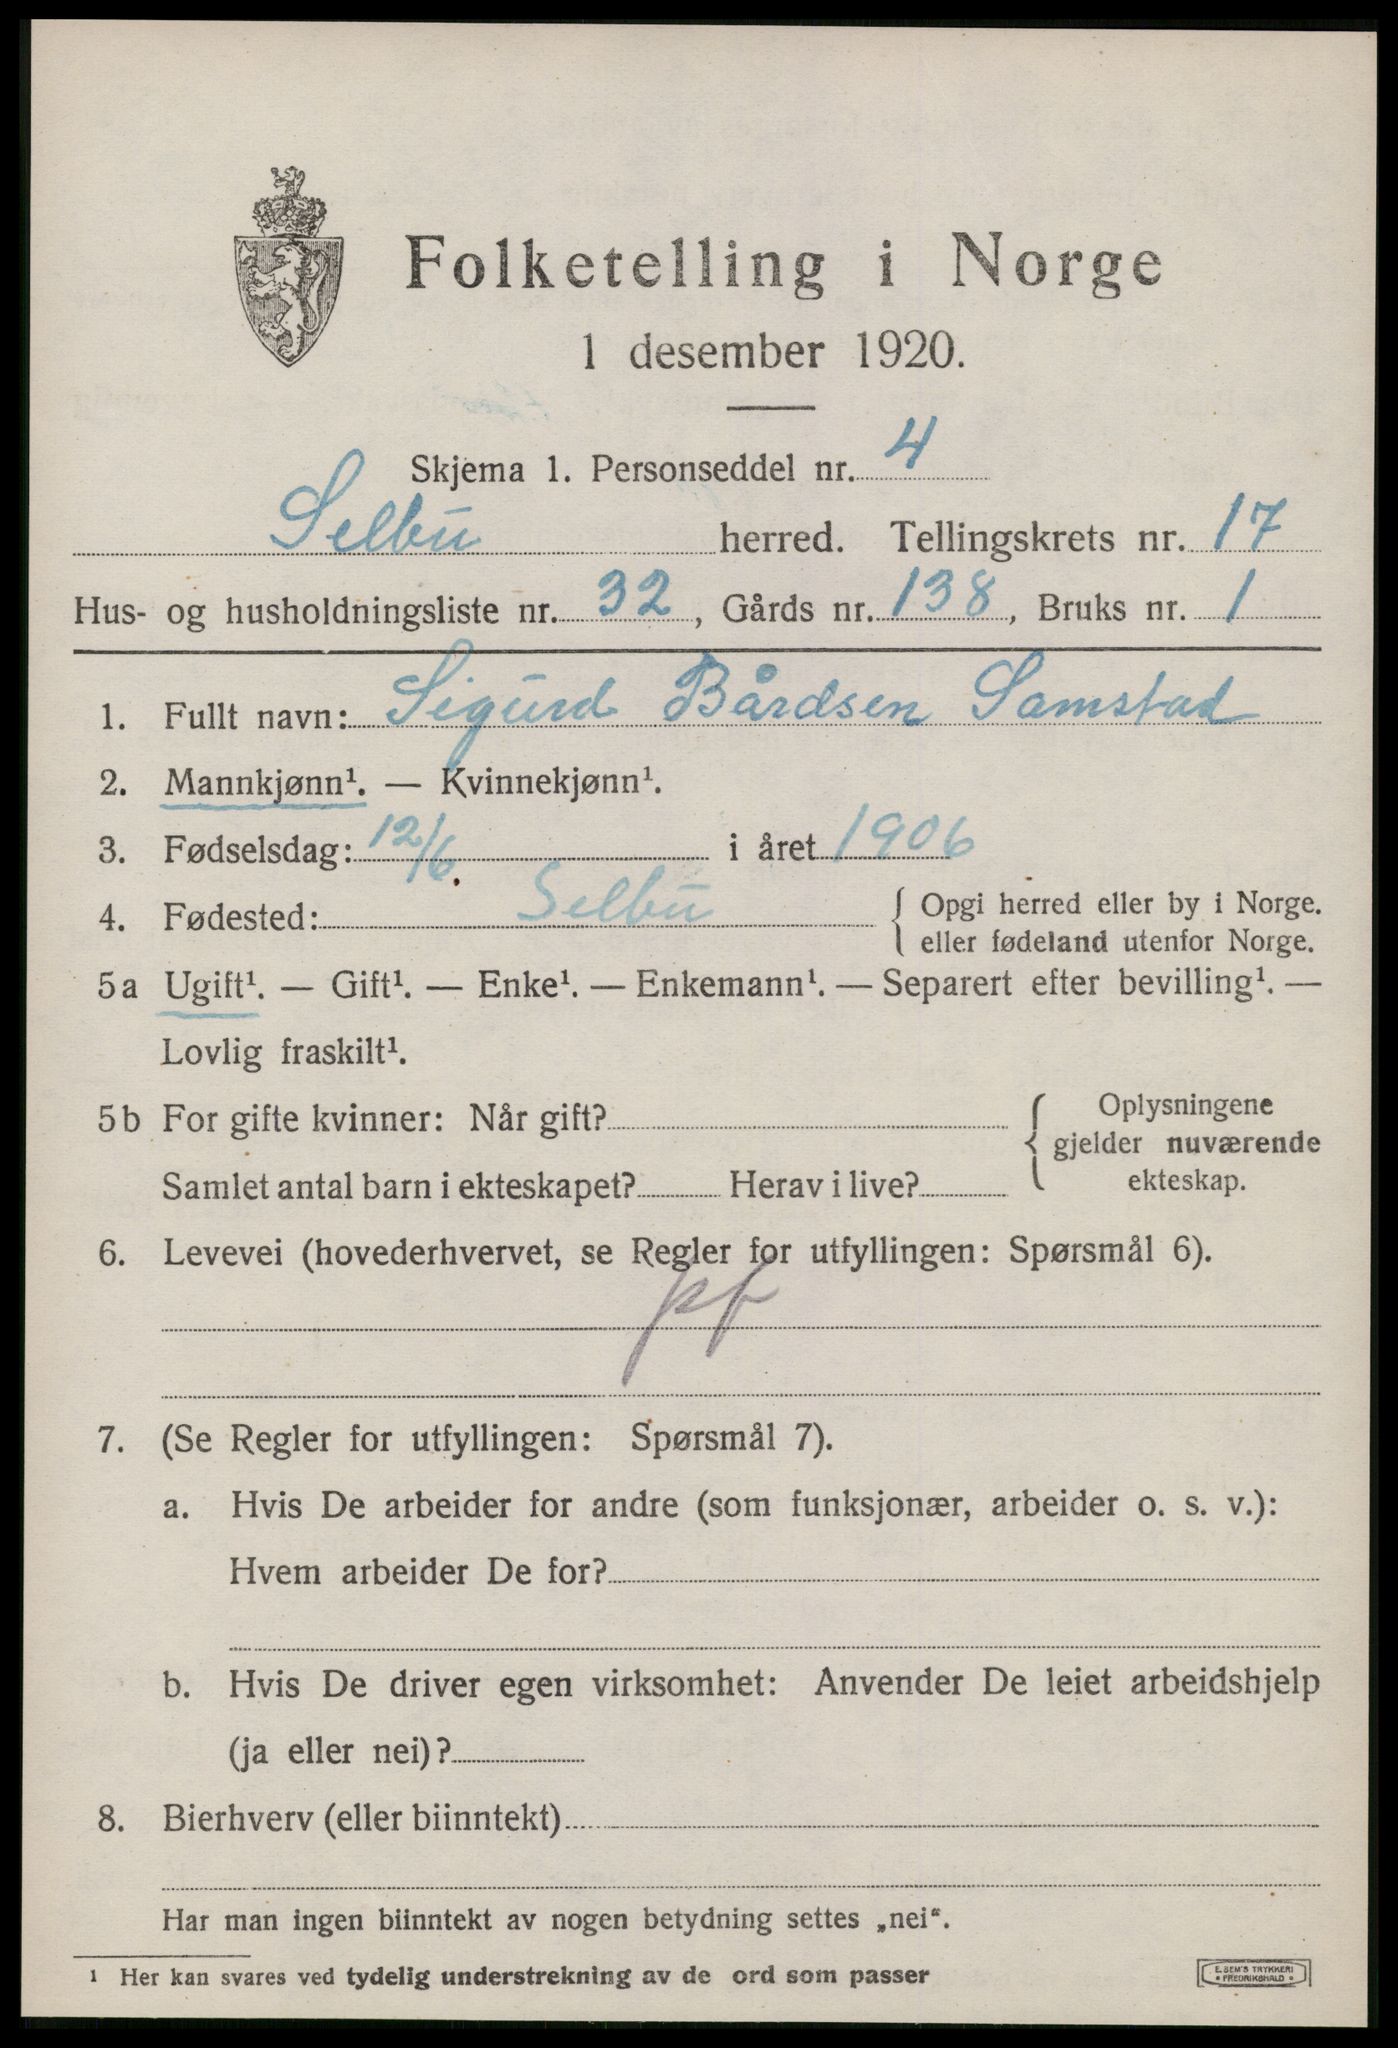 Folketelling i Norge
1 desember 1920.
Skjema 1. Personseddel nr. 4
Selbu herred. Tellingskrets nr. 17
Hus- og husholdningsliste nr. 32, Gårds nr. 138, Bruks nr. 1
1. Fullt navn: Sigurd Bårdsen Samstad
2. Mannkjønn¹. — Kvinnekjønn¹.
3. Fødselsdag: 12/6. i året 1906
4. Fødested: Selbu { Opgi herred eller by i Norge.
eller fødeland utenfor Norge.
5a Ugift¹. — Gift¹. — Enke¹. — Enkemann¹. — Separert efter bevilling¹. —
Lovlig fraskilt¹.
5b For gifte kvinner: Når gift? { Oplysningene
gjelder nuværende
ekteskap.
Samlet antal barn i ekteskapet? Herav i live?
6. Levevei (hovederhvervet, se Regler for utfyllingen: Spørsmål 6).
pf
7. (Se Regler for utfyllingen: Spørsmål 7).
a. Hvis De arbeider for andre (som funksjonær, arbeider o. s. v.):
Hvem arbeider De for?
b. Hvis De driver egen virksomhet: Anvender De leiet arbeidshjelp
(ja eller nei)?
8. Bierhverv (eller biinntekt)
Har man ingen biinntekt av nogen betydning settes „nei“.
1 Her kan svares ved tydelig understrekning av de ord som passer
E. SEM'S TRYKKERI
• FREDRIKSHALD •